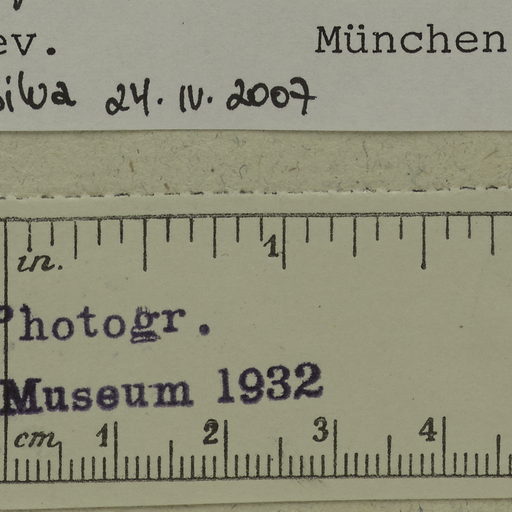 ev. München
silva 24.IV.2007
1
in.
Photogr.
Museum 1932
cm 1 2 3 4